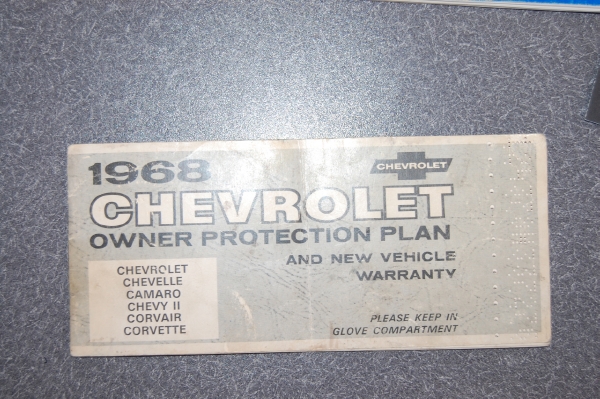 1968
CHEVROLET
CHEVROLET
OWNER PROTECTION PLAN
AND NEW VEHICLE
WARRANTY
CHEVROLET
CHEVELLE
CAMARO
CHEVY II
CORVAIR
CORVETTE
PLEASE KEEP IN
GLOVE COMPARTMENT